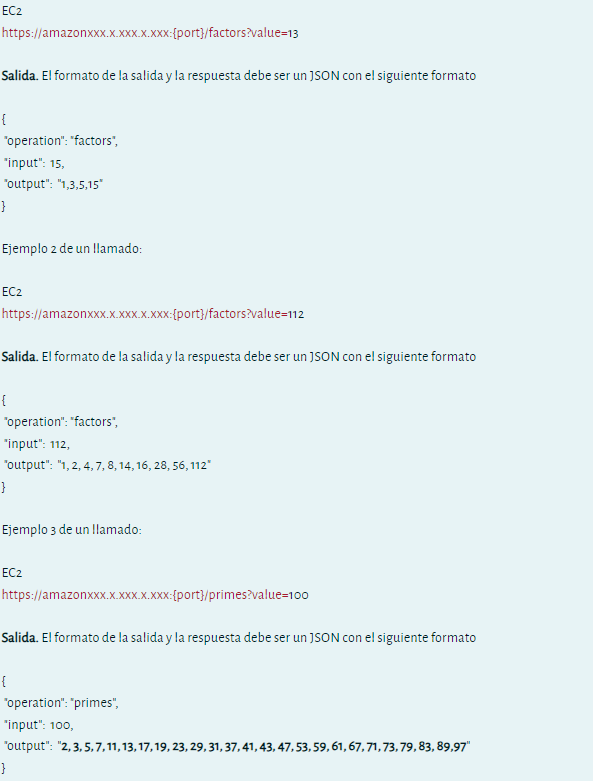 EC2
https://amazonxxx.x.xxx.x.xxx:{port}/factors?value=13
Salida. El formato de la salida y la respuesta debe ser un JSON con el siguiente formato
{
"operation": "factors",
"input": 15,
"output": "1,3,5,15"
}
Ejemplo 2 de un llamado:
EC2
https://amazonxxx.x.xxx.x.xxx:{port}/factors?value=112
Salida. El formato de la salida y la respuesta debe ser un JSON con el siguiente formato
{
"operation": "factors",
"input": 112,
"output": "1, 2, 4, 7, 8, 14, 16, 28, 56, 112"
}
Ejemplo 3 de un llamado:
EC2
https://amazonxxx.x.xxx.x.xxx:{port}/primes?value=100
Salida. El formato de la salida y la respuesta debe ser un JSON con el siguiente formato
{
"operation": "primes",
"input": 100,
"output": "2, 3, 5, 7, 11, 13, 17, 19, 23, 29, 31, 37, 41, 43, 47, 53, 59, 61, 67, 71, 73, 79, 83, 89,97"
}